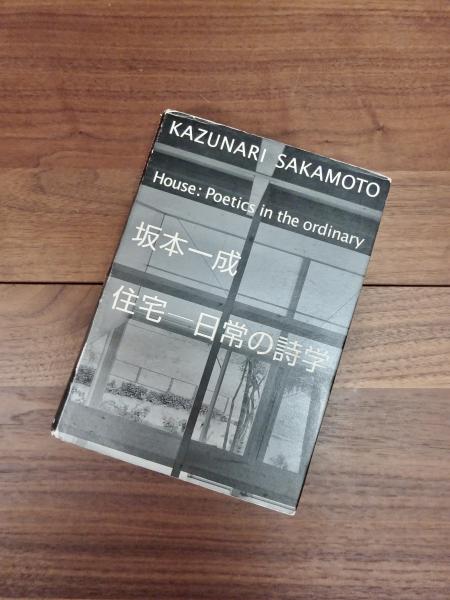 KAZUNARI SAKAMOTO
House: Poetics in the ordinary
坂本一成
住宅—日常の詩学